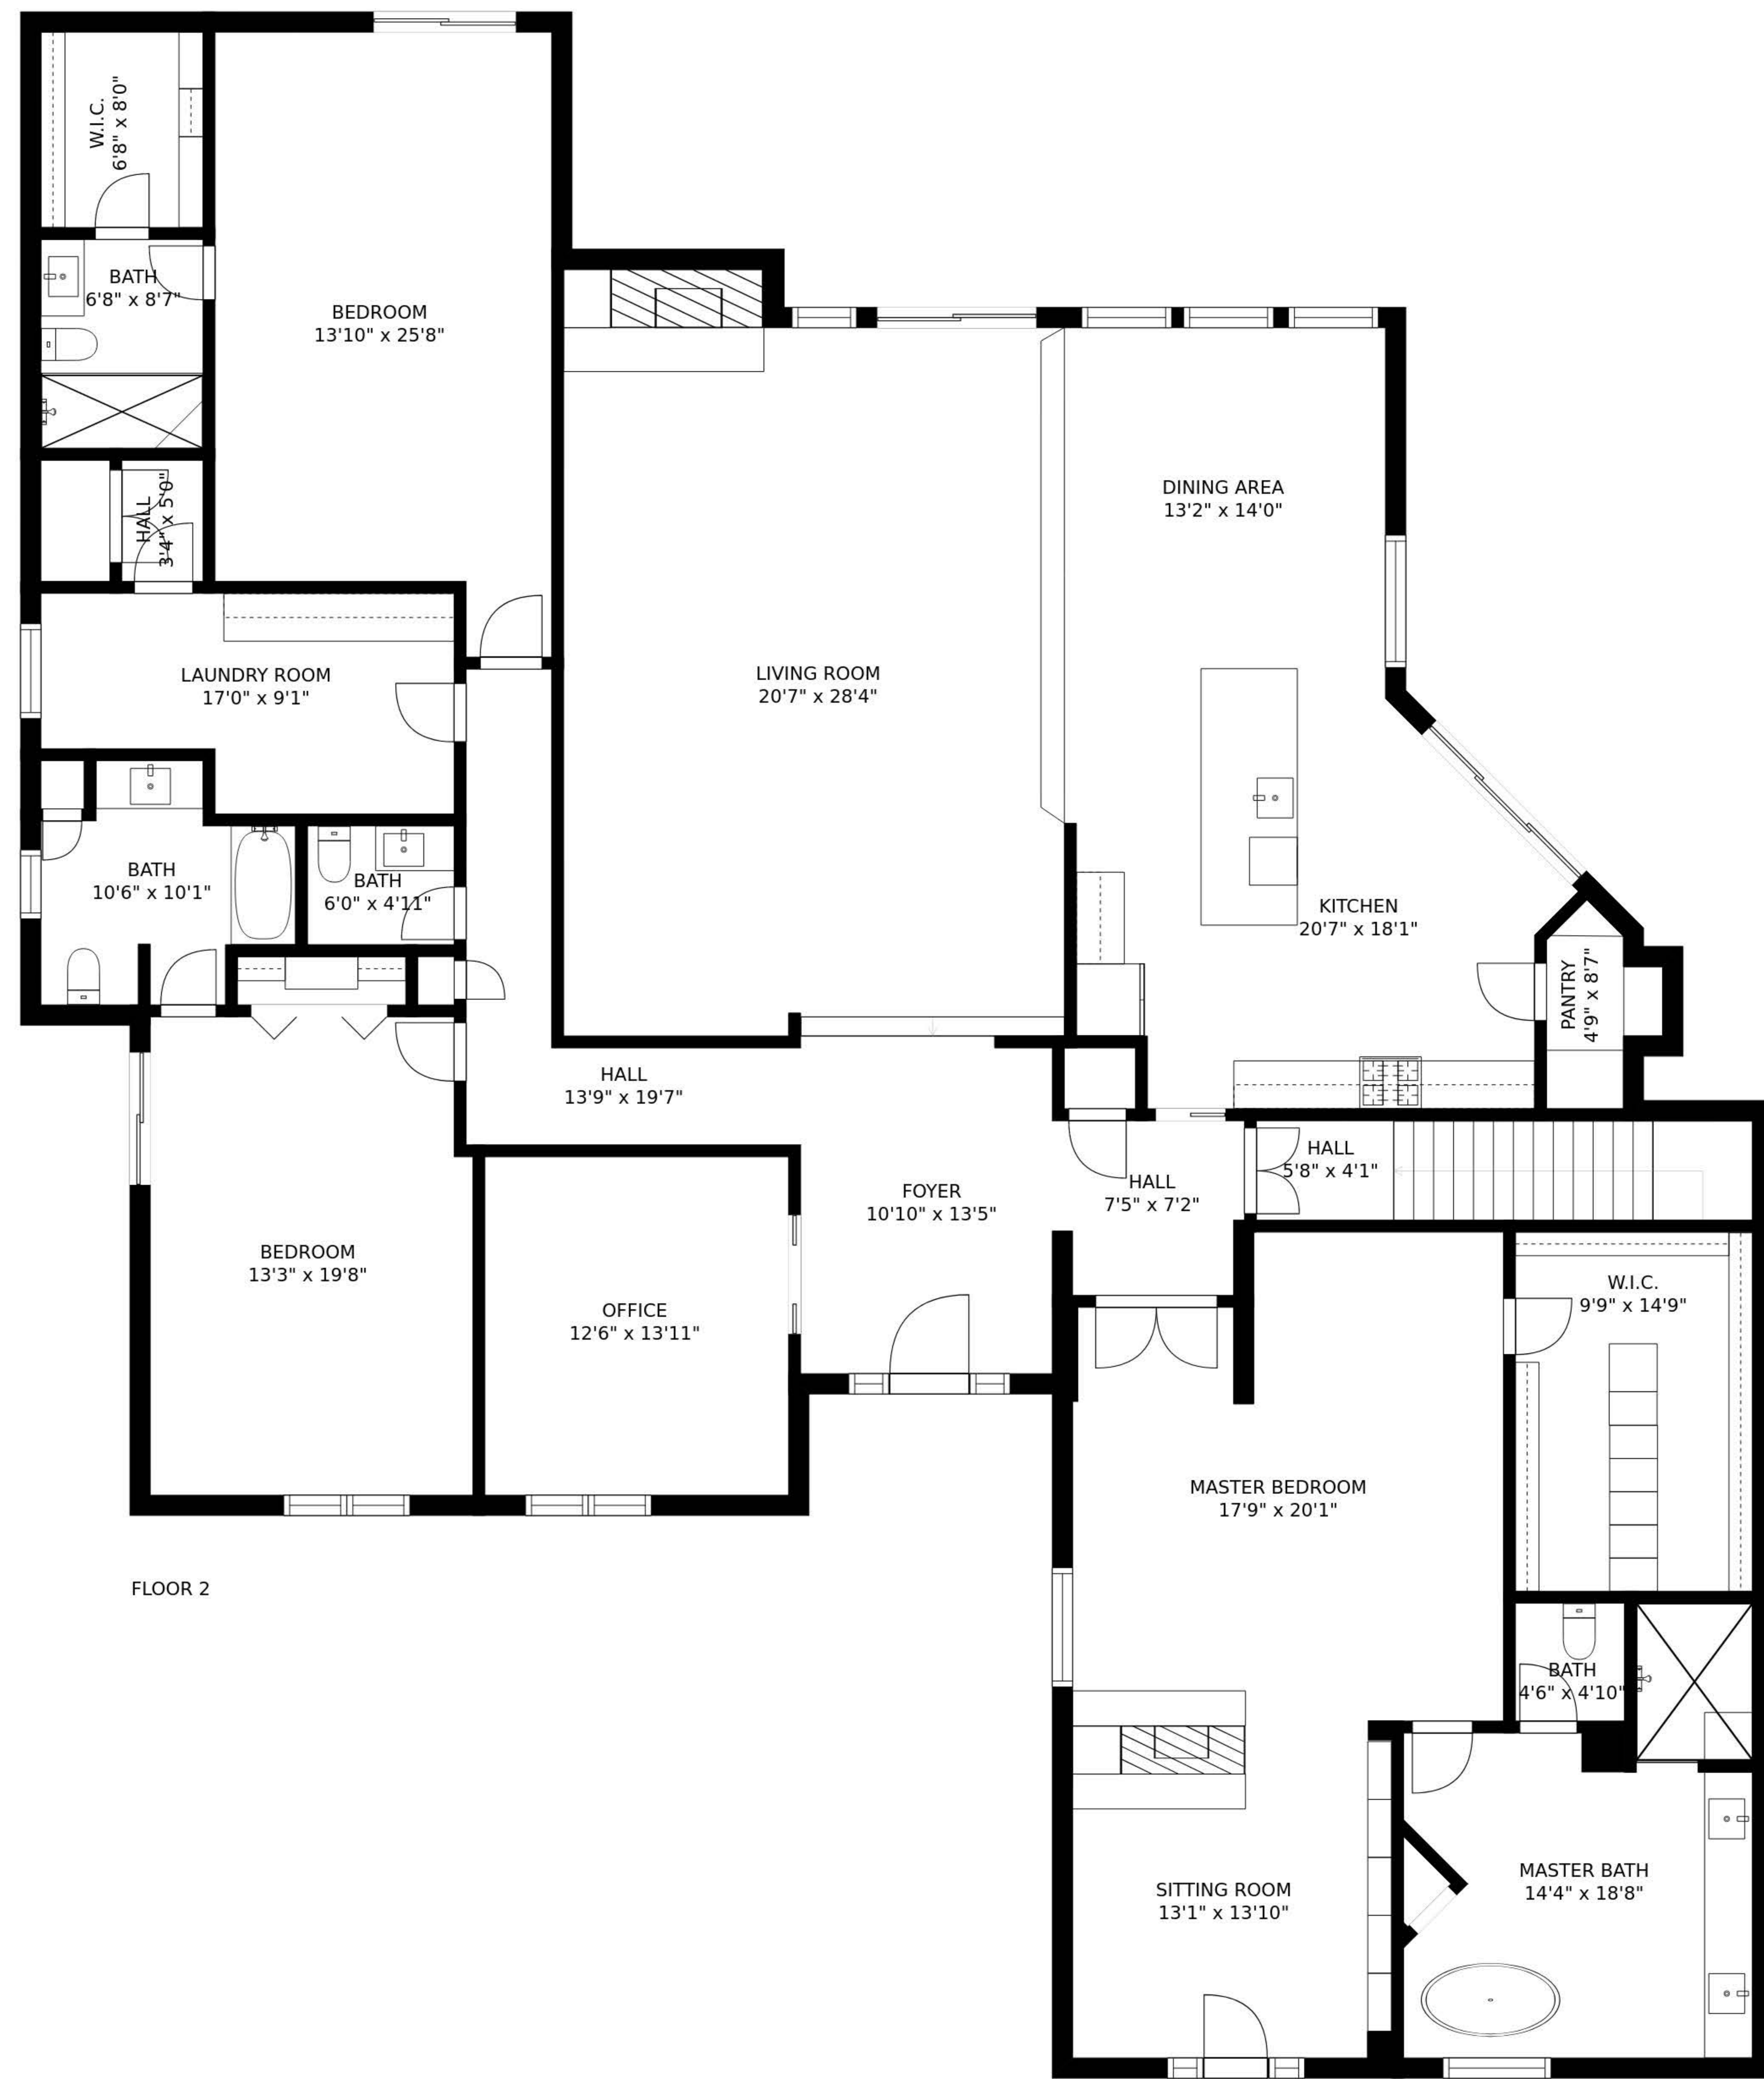 W.I.C.
6'8" x 8'0"
BATH
6'8" x 8'7"
BEDROOM
13'10" x 25'8"
HALL
3'4" x 5'0"
DINING AREA
13'2" x 14'0"
LAUNDRY ROOM
17'0" x 9'1"
LIVING ROOM
20'7" x 28'4"
BATH
10'6" x 10'1"
BATH
6'0" x 4'11"
KITCHEN
20'7" x 18'1"
PANTRY
4'9" x 8'7"
HALL
13'9" x 19'7"
HALL
5'8" x 4'1"
FOYER
10'10" x 13'5"
HALL
7'5" x 7'2"
BEDROOM
13'3" x 19'8"
OFFICE
12'6" x 13'11"
W.I.C.
9'9" x 14'9"
MASTER BEDROOM
17'9" x 20'1"
FLOOR 2
BATH
4'6" x 4'10"
SITTING ROOM
13'1" x 13'10"
MASTER BATH
14'4" x 18'8"